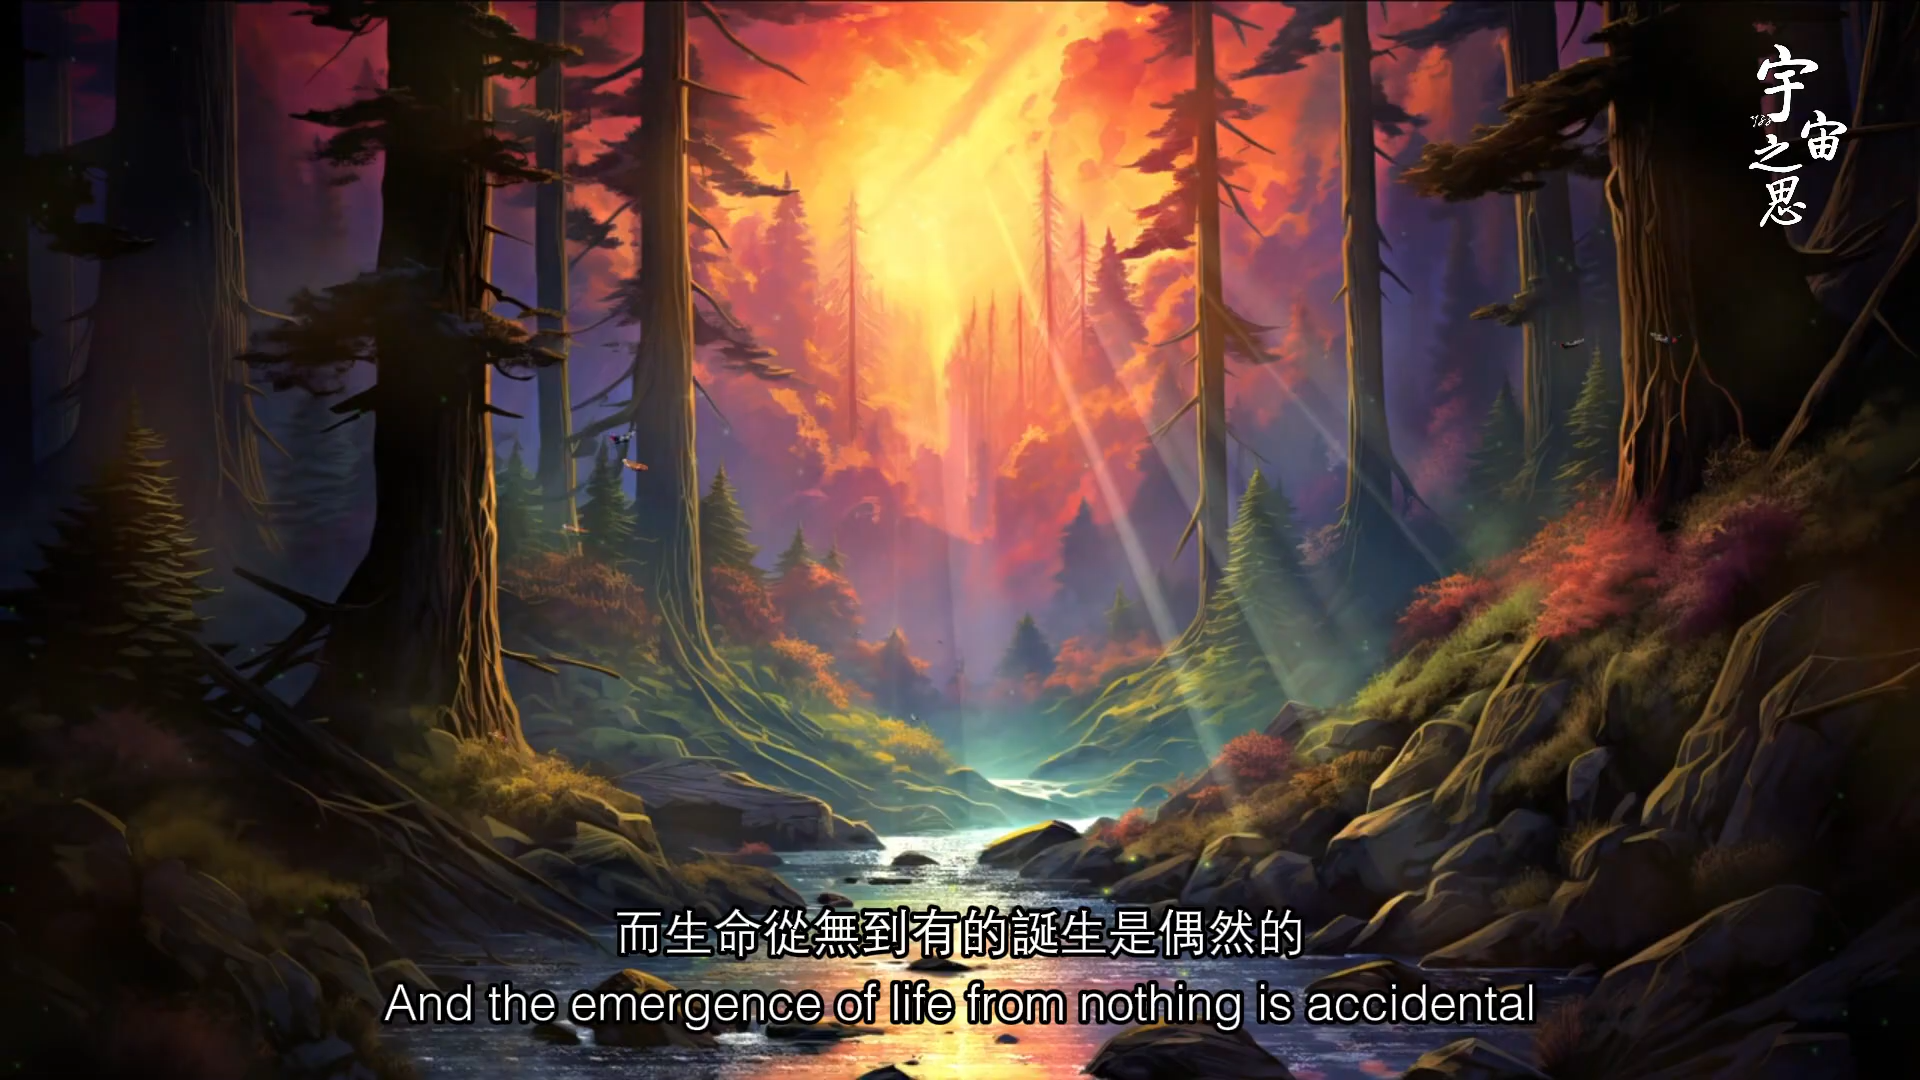 宇宙之思
而生命從無到有的誕生是偶然的
And the emergence of life from nothing is accidental